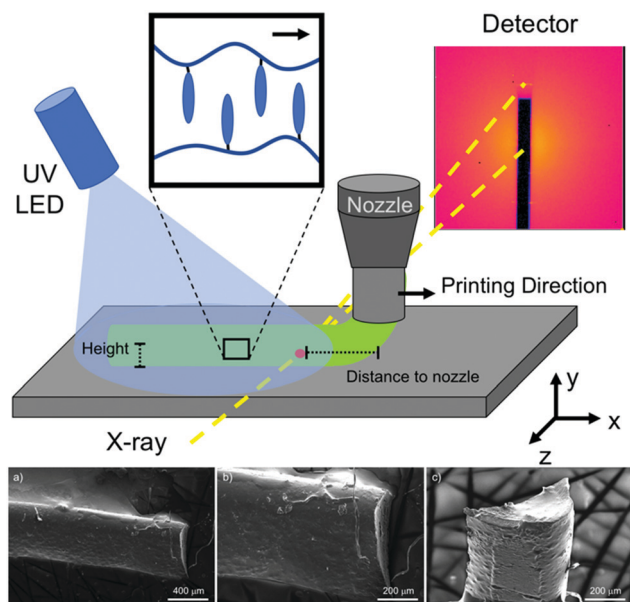 Detector
UV
LED
Nozzle
Printing Direction
Height
Distance to nozzle
X-ray
y
x
z
a)
400 μm
b)
200 μm
c)
200 μm